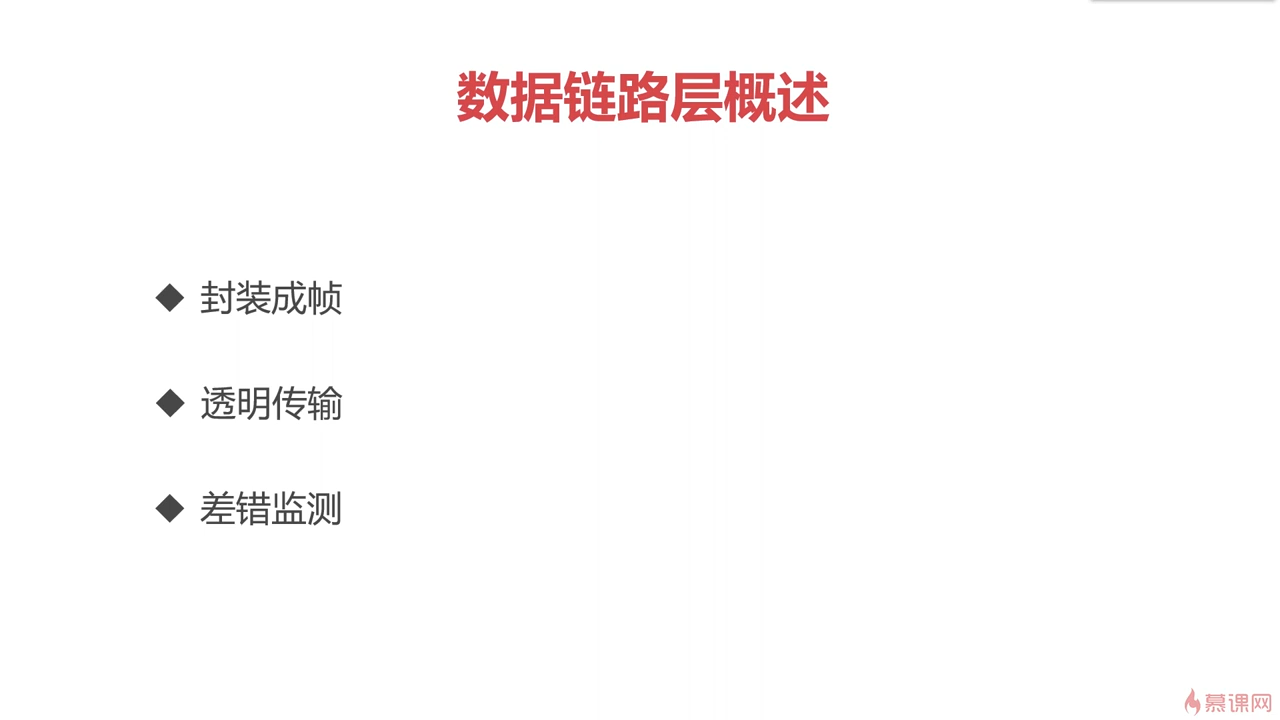 数据链路层概述
◆ 封装成帧
◆ 透明传输
◆ 差错监测
慕课网